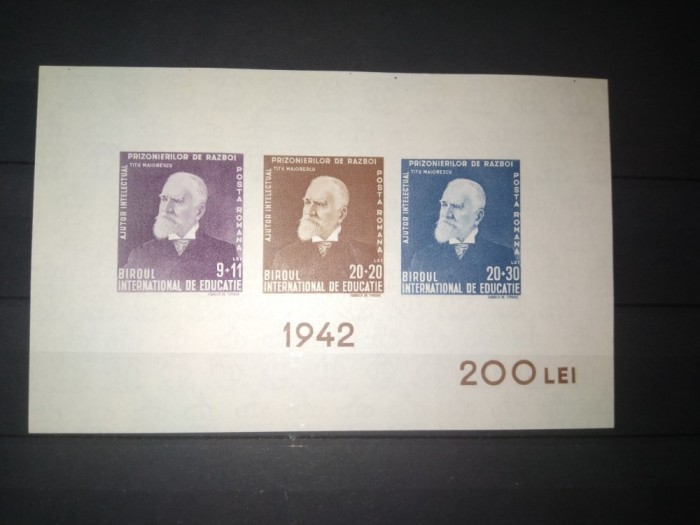 PRIZONIERILOR DE RAZBOI
TITU MAIORESCU
AJUTOR INTELECTUAL
POSTA ROMANA
LEI
9+11
BIROUL
INTERNATIONAL DE EDUCATIE
PRIZONIERILOR DE RAZBOI
TITU MAIORESCU
AJUTOR INTELECTUAL
POSTA ROMANA
LEI
20+20
BIROUL
INTERNATIONAL DE EDUCATIE
PRIZONIERILOR DE RAZBOI
TITU MAIORESCU
AJUTOR INTELECTUAL
POSTA ROMANA
LEI
20+30
BIROUL
INTERNATIONAL DE EDUCATIE
1942
200 LEI